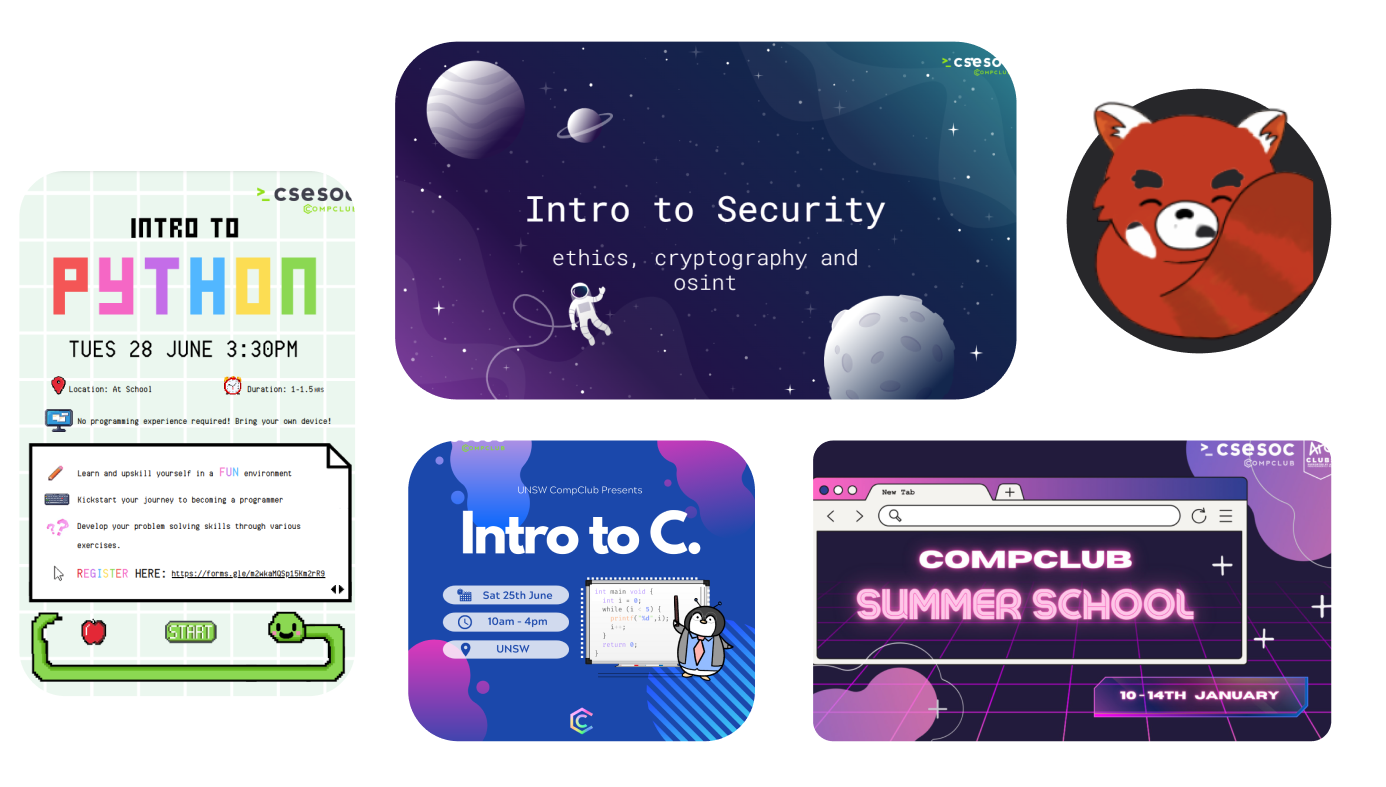 >_csesoc
COMPCLUB
INTRO TO
PYTHON
TUES 28 JUNE 3:30PM
Location: At School
Duration: 1-1.5HRS
No programming experience required! Bring your own device!
Learn and upskill yourself in a FUN environment
Kickstart your journey to becoming a programmer
Develop your problem solving skills through various
exercises.
REGISTER HERE: https://forms.gle/m2wkaMQSp15Km2rR9
START
>_csesoc
COMPCLUB
Intro to Security
ethics, cryptography and
osint
COMPCLUB
UNSW CompClub Presents
Intro to C.
Sat 25th June
10am - 4pm
UNSW
int main void {
int i = 0;
while (i < 5) {
printf("%d",i);
i++;
}
return 0;
}
C
>_csesoc
COMPCLUB
Arc
CLUBS
New Tab
COMPCLUB
SUMMER SCHOOL
10-14TH JANUARY